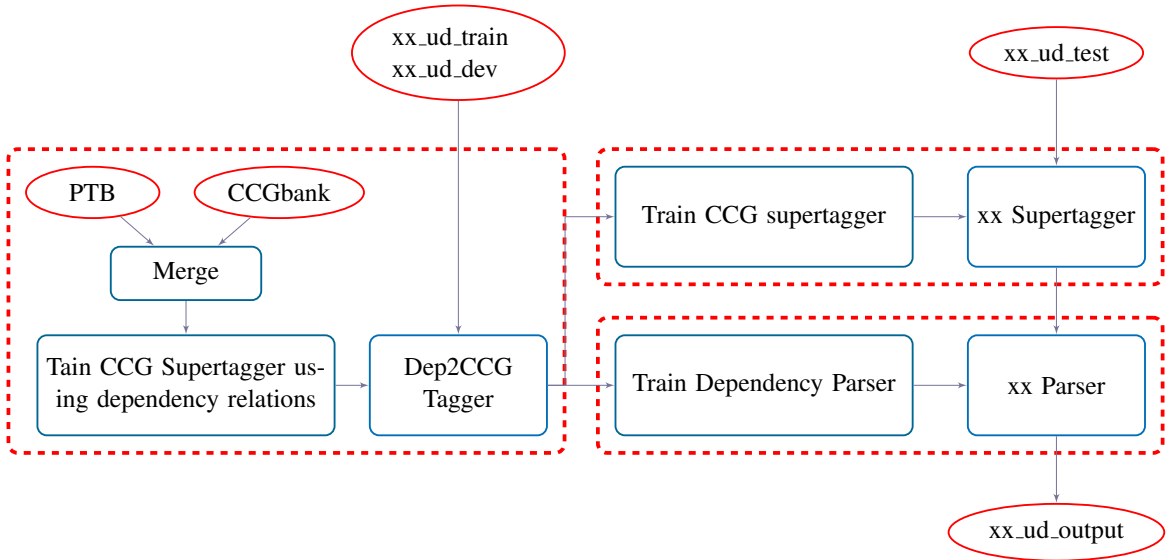 xx_ud_train
xx_ud_dev
xx_ud_test
PTB
CCGbank
Merge
Tain CCG Supertagger us-
ing dependency relations
Dep2CCG
Tagger
Train CCG supertagger
xx Supertagger
Train Dependency Parser
xx Parser
xx_ud_output